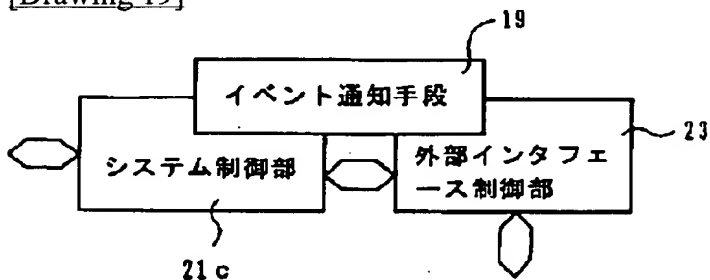 [Drawing 19]
19
イベント通知手段
システム制御部
外部インタフェ
ース制御部
23
21c